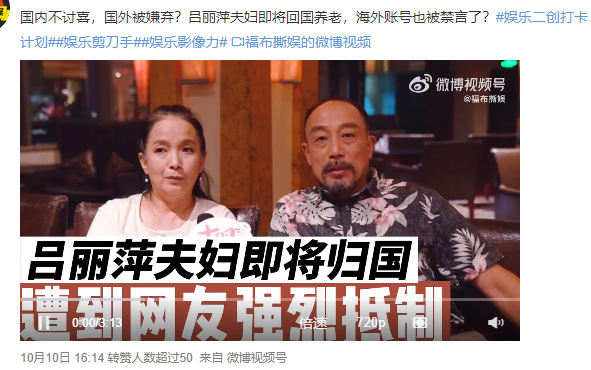 国内不讨喜，国外被嫌弃？吕丽萍夫妇即将回国养老，海外账号也被禁言了？#娱乐二创打卡
计划##娱乐剪刀手##娱乐影像力# 福布撕娱的微博视频
微博视频号
@福布撕娱
吕丽萍夫妇即将归国
遭到网友强烈抵制
0:00/3:13
倍速
720p
10月10日 16:14 转赞人数超过50 来自 微博视频号